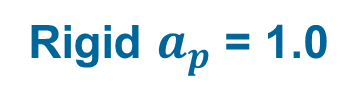 Rigid aₚ = 1.0